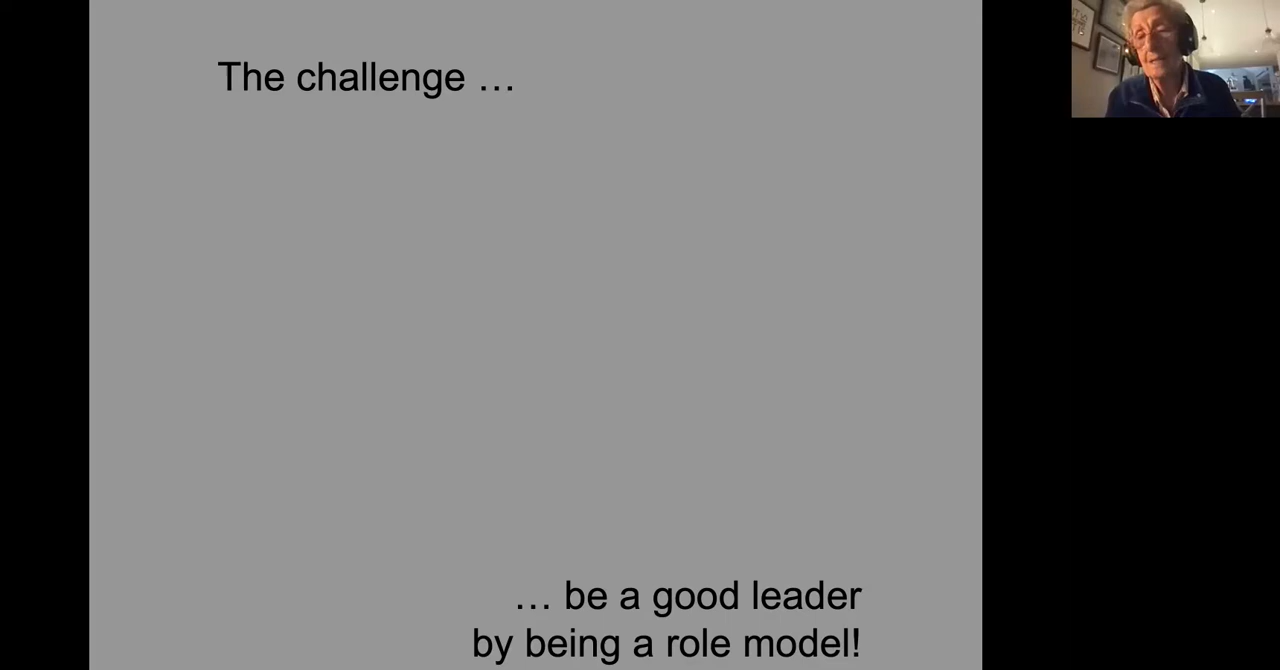 The challenge …
… be a good leader
by being a role model!